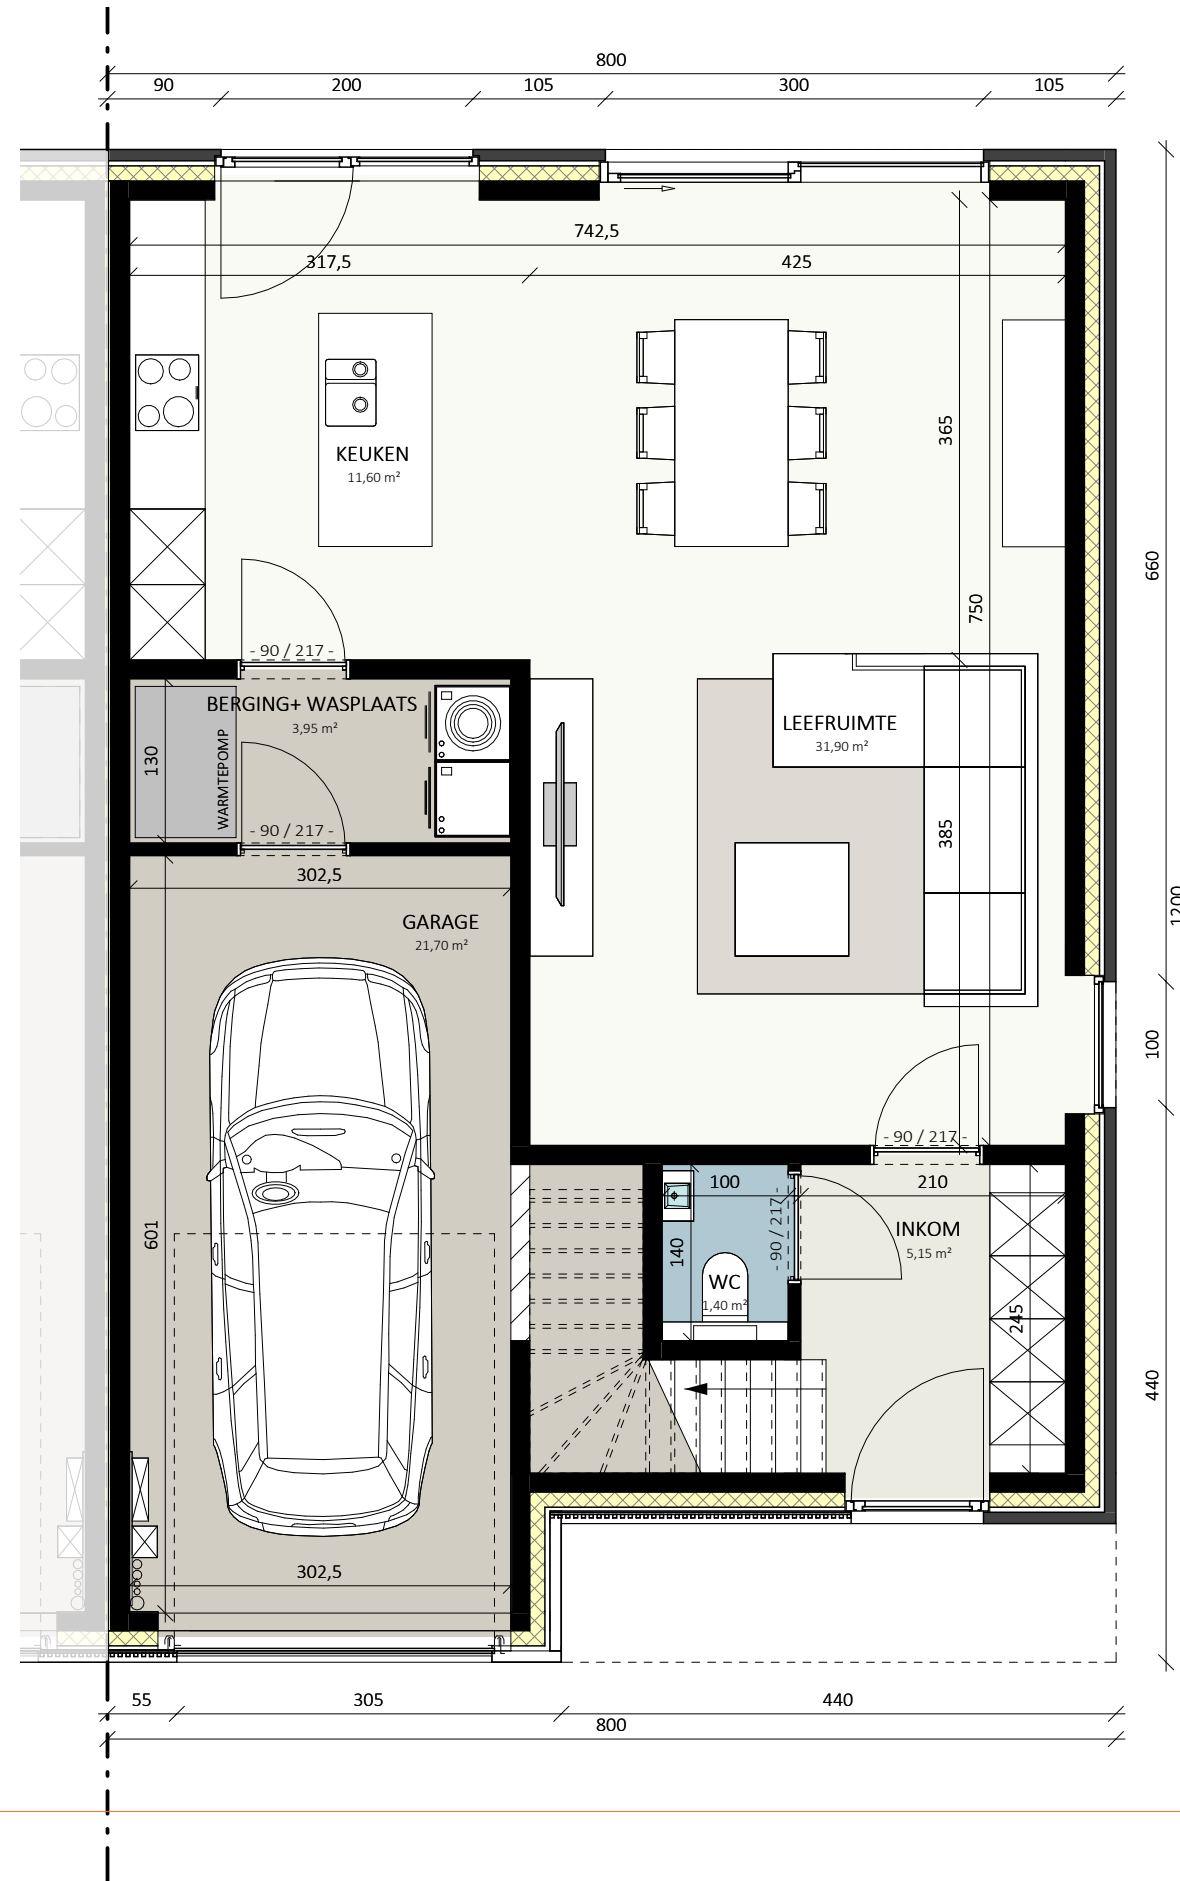 800
90
200
105
300
105
742,5
317,5
425
365
KEUKEN
11,60 m²
660
750
- 90 / 217 -
BERGING+ WASPLAATS
3,95 m²
LEEFRUIMTE
31,90 m²
130
WARMTEPOMP
- 90 / 217 -
385
302,5
1200
GARAGE
21,70 m²
100
- 90 / 217 -
100
210
- 90 / 217 -
INKOM
5,15 m²
601
140
WC
1,40 m²
245
440
302,5
55
305
440
800